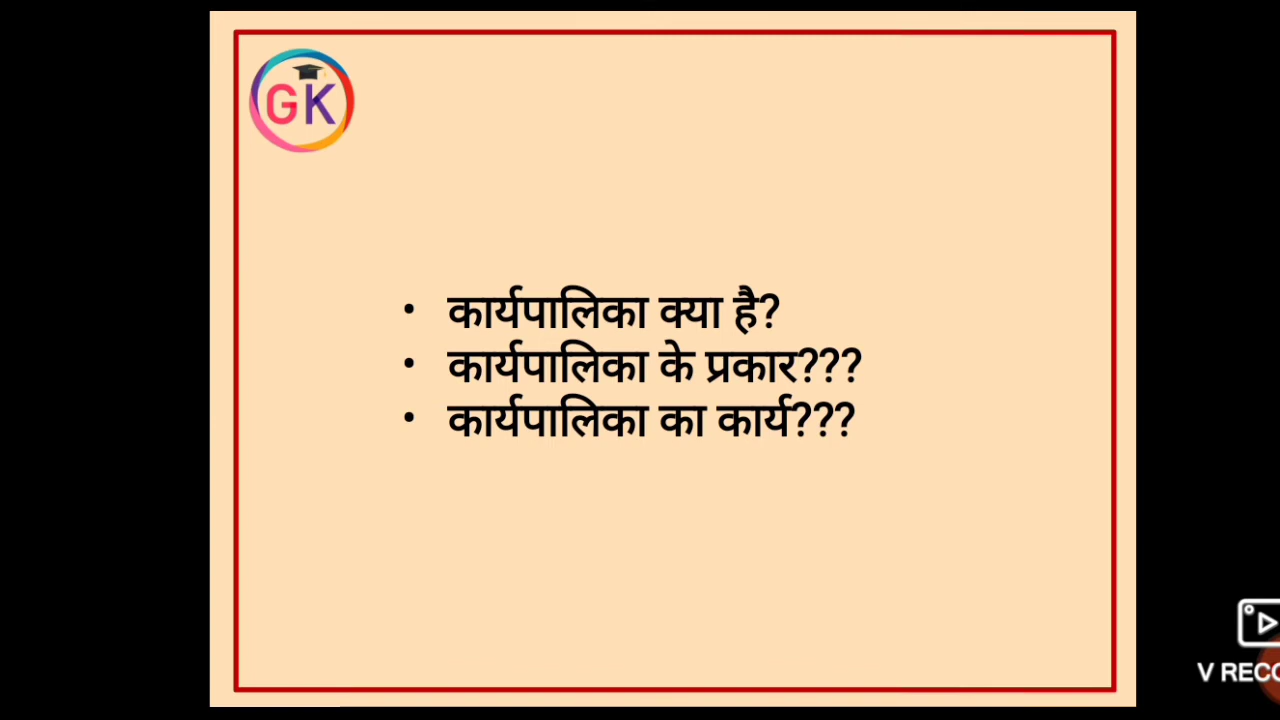 GK
• कार्यपालिका क्या है?
• कार्यपालिका के प्रकार???
• कार्यपालिका का कार्य???
V RECO